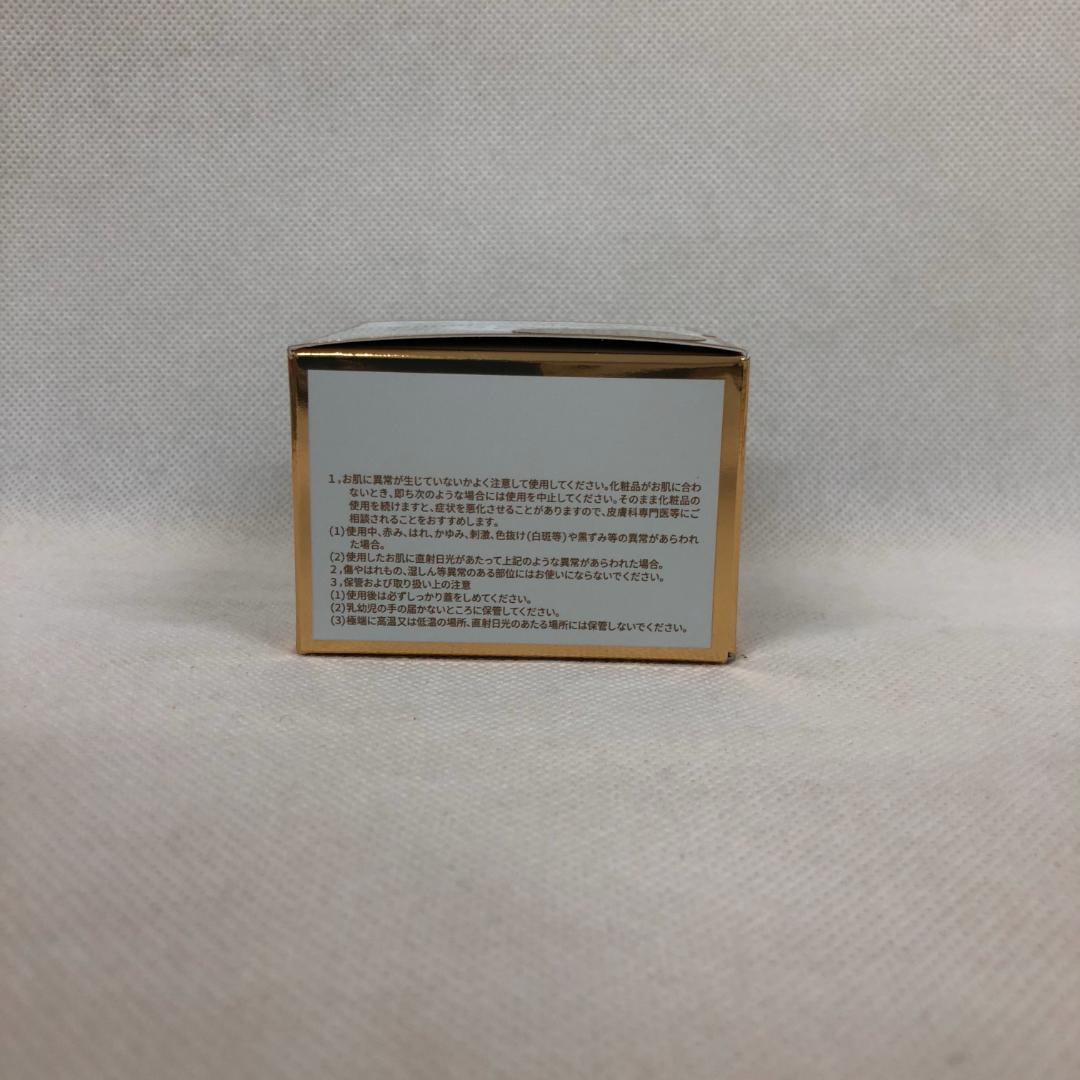 1,お肌に異常が生じていないかよく注意して使用してください。化粧品がお肌に合わ
ないとき、即ち次のような場合には使用を中止してください。そのまま化粧品の
使用を続けますと、症状を悪化させることがありますので、皮膚科専門医等にご
相談されることをおすすめします。
(1)使用中、赤み、はれ、かゆみ、刺激、色抜け(白斑等)や黒ずみ等の異常があらわれ
た場合。
(2)使用したお肌に直射日光があたって上記のような異常があらわれた場合。
2,傷やはれもの、湿しん等異常のある部位にはお使いにならないでください。
3,保管および取り扱い上の注意
(1)使用後は必ずしっかり蓋をしめてください。
(2)乳幼児の手の届かないところに保管してください。
(3)極端に高温又は低温の場所、直射日光のあたる場所には保管しないでください。